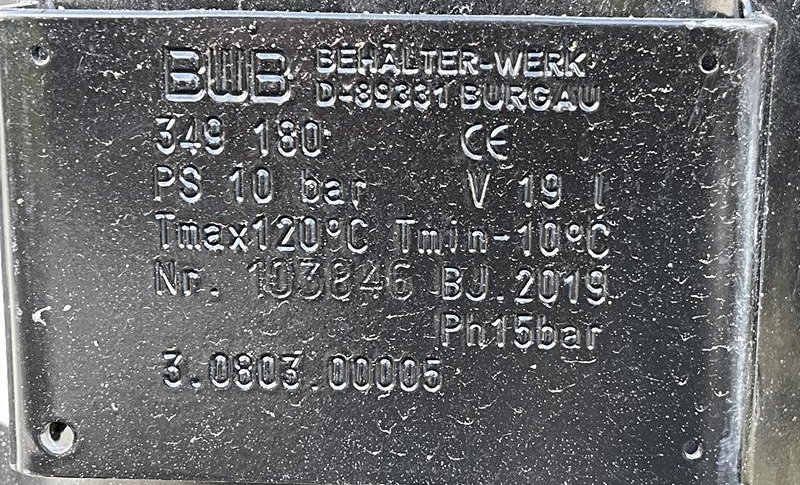 BWB BEHÄLTER-WERK
D-89331 BURGAU
349 180 CE
PS 10 bar V 19 l
Tmax120°C Tmin-10°C
Nr. 103846 BJ.2019
Ph15bar
3.0803.00005